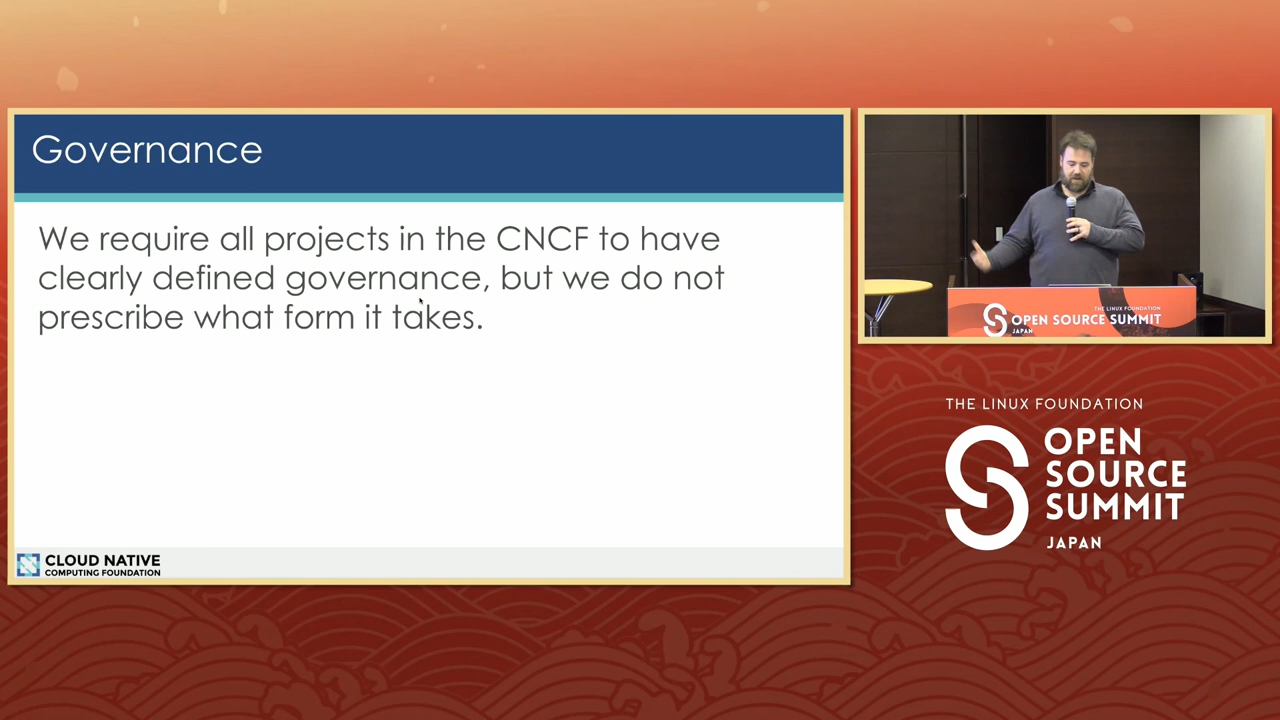 Governance
We require all projects in the CNCF to have
clearly defined governance, but we do not
prescribe what form it takes.
CLOUD NATIVE
COMPUTING FOUNDATION
THE LINUX FOUNDATION
OPEN SOURCE SUMMIT
JAPAN
THE LINUX FOUNDATION
OPEN
SOURCE
SUMMIT
JAPAN